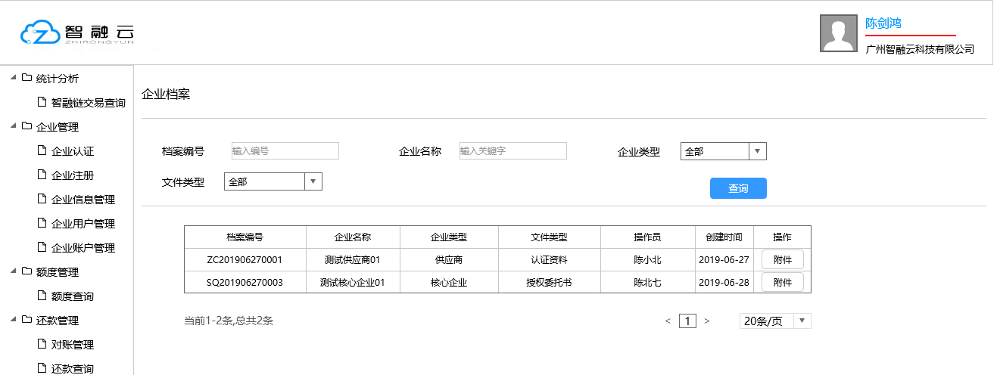 智融云
ZHIRONGYUN
陈剑鸿
广州智融云科技有限公司
统计分析
智融链交易查询
企业管理
企业认证
企业注册
企业信息管理
企业用户管理
企业账户管理
额度管理
额度查询
还款管理
对账管理
还款查询
企业档案
档案编号 输入编号 企业名称 输入关键字 企业类型 全部
文件类型 全部 查询
档案编号 企业名称 企业类型 文件类型 操作员 创建时间 操作
ZC201906270001 测试供应商01 供应商 认证资料 陈小北 2019-06-27 附件
SQ201906270003 测试核心企业01 核心企业 授权委托书 陈北七 2019-06-28 附件
当前1-2条,总共2条 < 1 > 20条/页